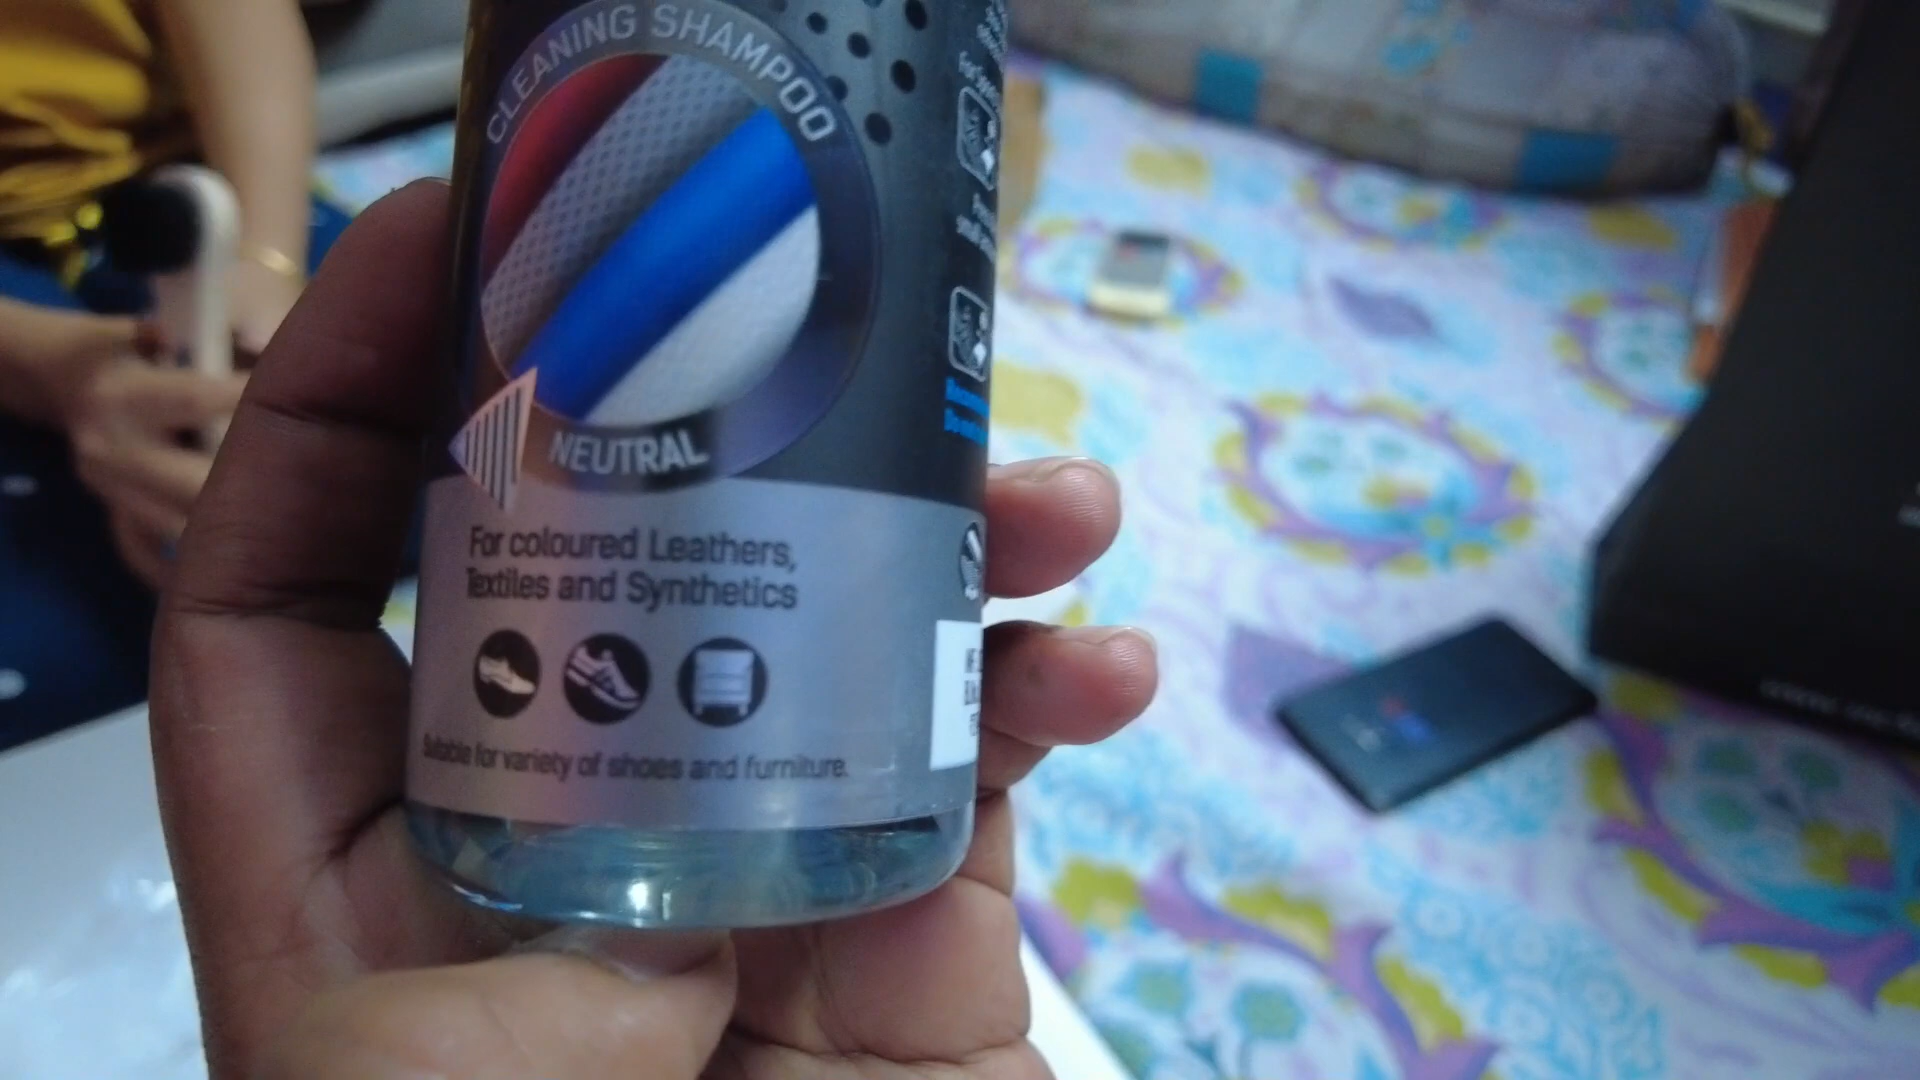 CLEANING SHAMPOO
NEUTRAL
For coloured Leathers,
Textiles and Synthetics
Suitable for variety of shoes and furniture.